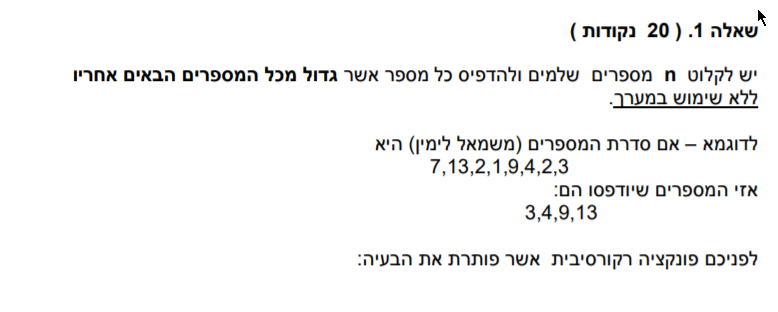 שאלה 1. ( 20 נקודות )
יש לקלוט n מספרים שלמים ולהדפיס כל מספר אשר גדול מכל המספרים הבאים אחריו
ללא שימוש במערך.
לדוגמא – אם סדרת המספרים (משמאל לימין) היא
7,13,2,1,9,4,2,3
אזי המספרים שיודפסו הם:
3,4,9,13
לפניכם פונקציה רקורסיבית אשר פותרת את הבעיה: